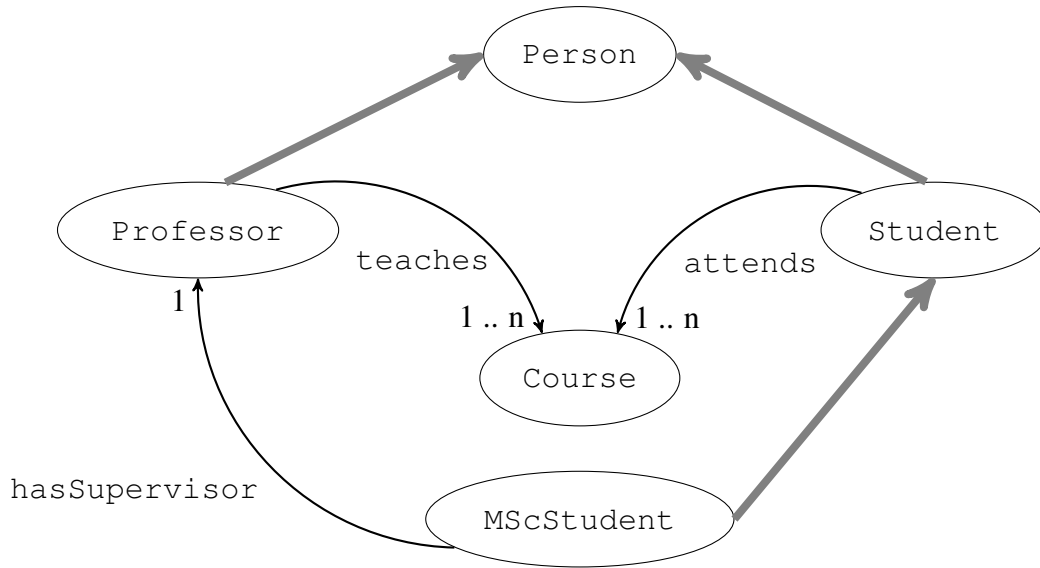 Person
Professor
Student
teaches
attends
1
1 .. n
1 .. n
Course
hasSupervisor
MScStudent